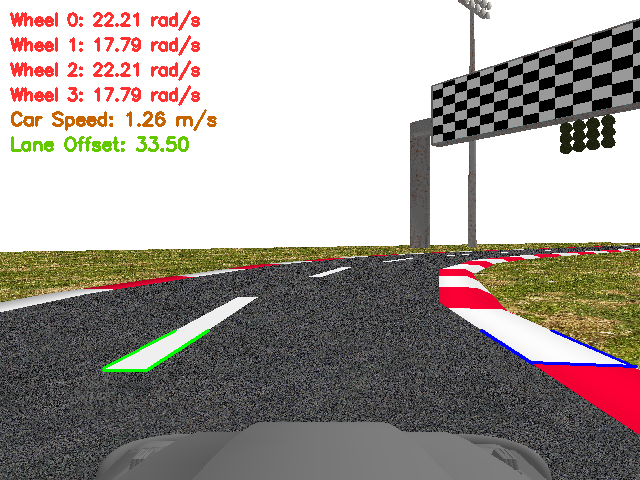 Wheel 0: 22.21 rad/s
Wheel 1: 17.79 rad/s
Wheel 2: 22.21 rad/s
Wheel 3: 17.79 rad/s
Car Speed: 1.26 m/s
Lane Offset: 33.50